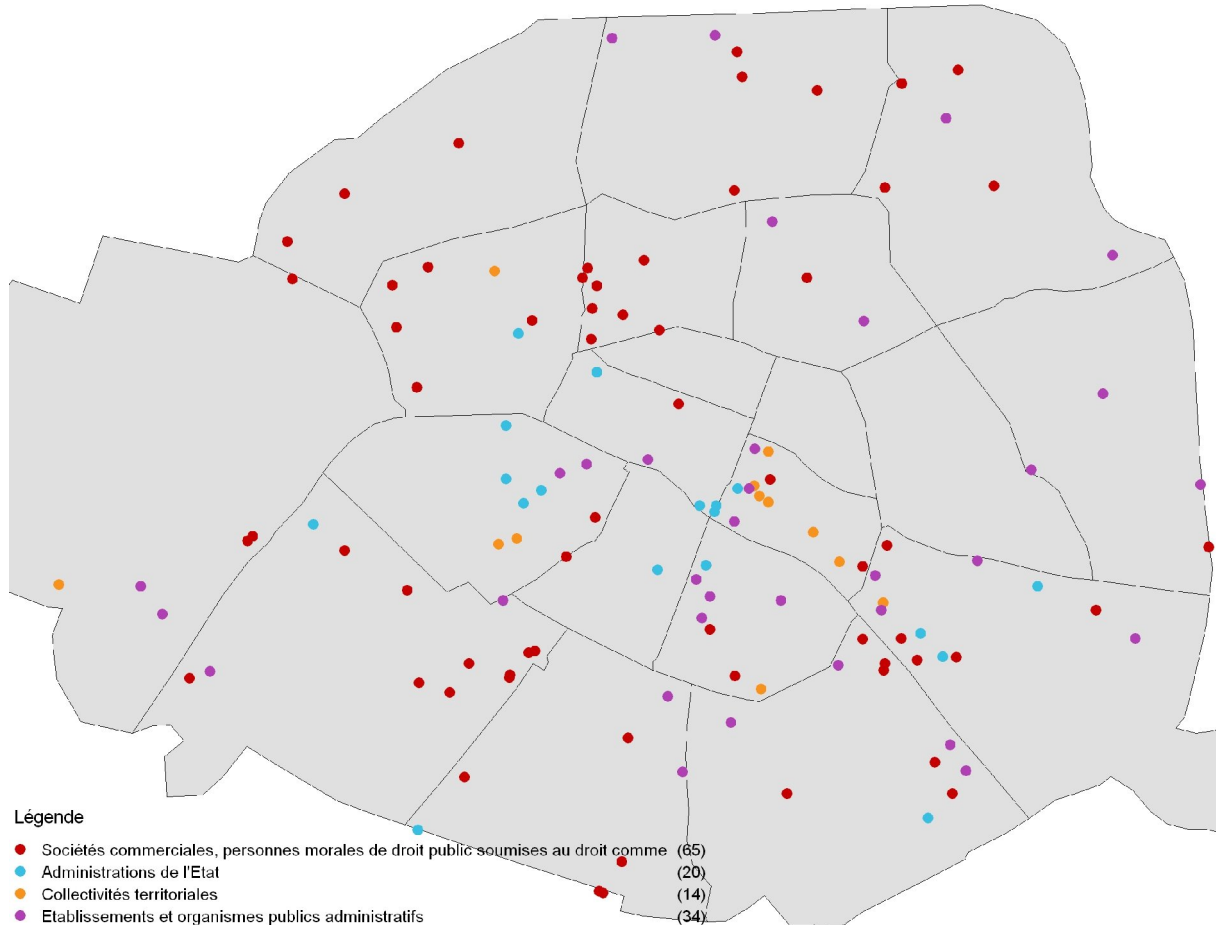 Légende
Sociétés commerciales, personnes morales de droit public soumises au droit comme (65)
Administrations de l'Etat (20)
Collectivités territoriales (14)
Etablissements et organismes publics administratifs (34)